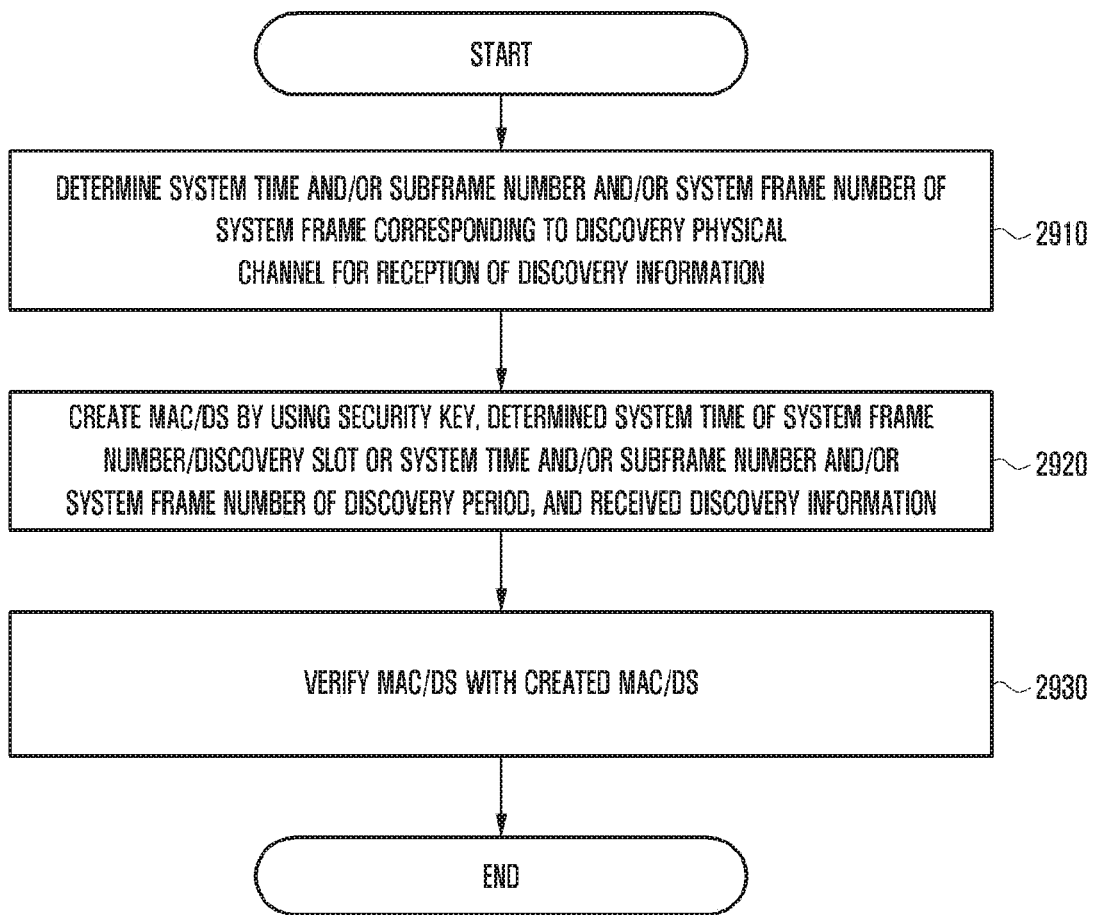 START
DETERMINE SYSTEM TIME AND/OR SUBFRAME NUMBER AND/OR SYSTEM FRAME NUMBER OF
SYSTEM FRAME CORRESPONDING TO DISCOVERY PHYSICAL
CHANNEL FOR RECEPTION OF DISCOVERY INFORMATION
2910
CREATE MAC/DS BY USING SECURITY KEY, DETERMINED SYSTEM TIME OF SYSTEM FRAME
NUMBER/DISCOVERY SLOT OR SYSTEM TIME AND/OR SUBFRAME NUMBER AND/OR
SYSTEM FRAME NUMBER OF DISCOVERY PERIOD, AND RECEIVED DISCOVERY INFORMATION
2920
VERIFY MAC/DS WITH CREATED MAC/DS
2930
END